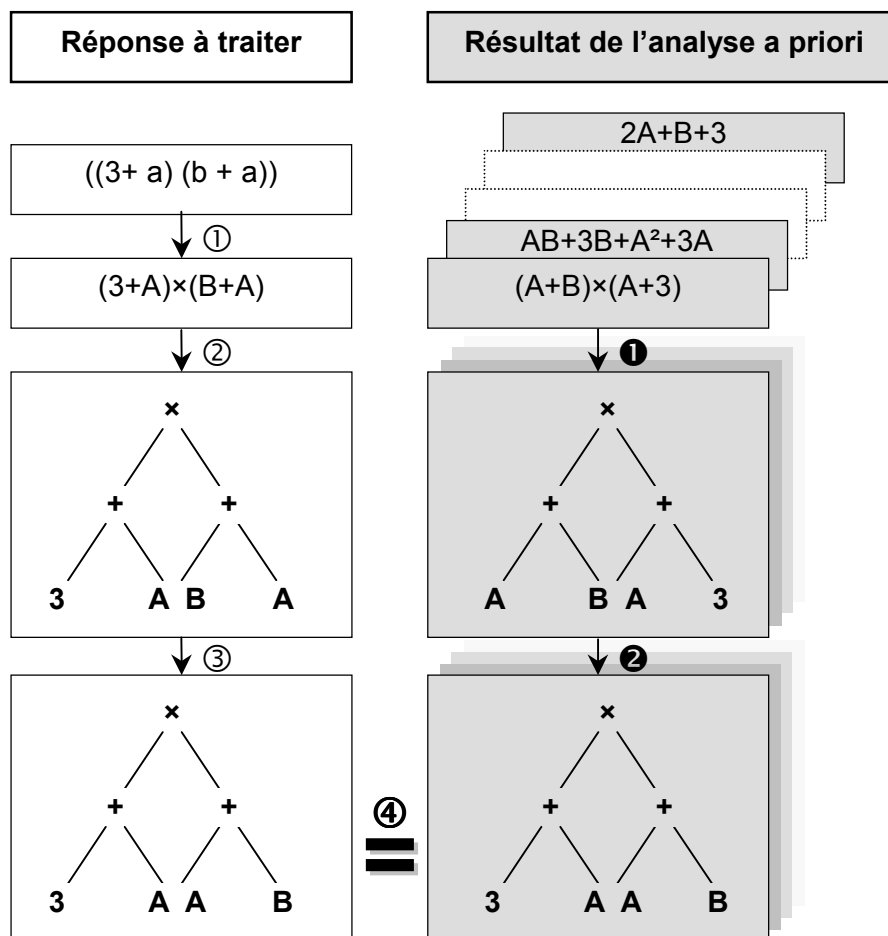 Réponse à traiter
Résultat de l'analyse a priori
((3+ a) (b + a))
2A+B+3
①
AB+3B+A²+3A
(3+A)×(B+A)
(A+B)×(A+3)
②
❶
×
×
+ +
+ +
3 A B A
A B A 3
③
❷
×
×
+ +
+ +
④
3 A A B
3 A A B